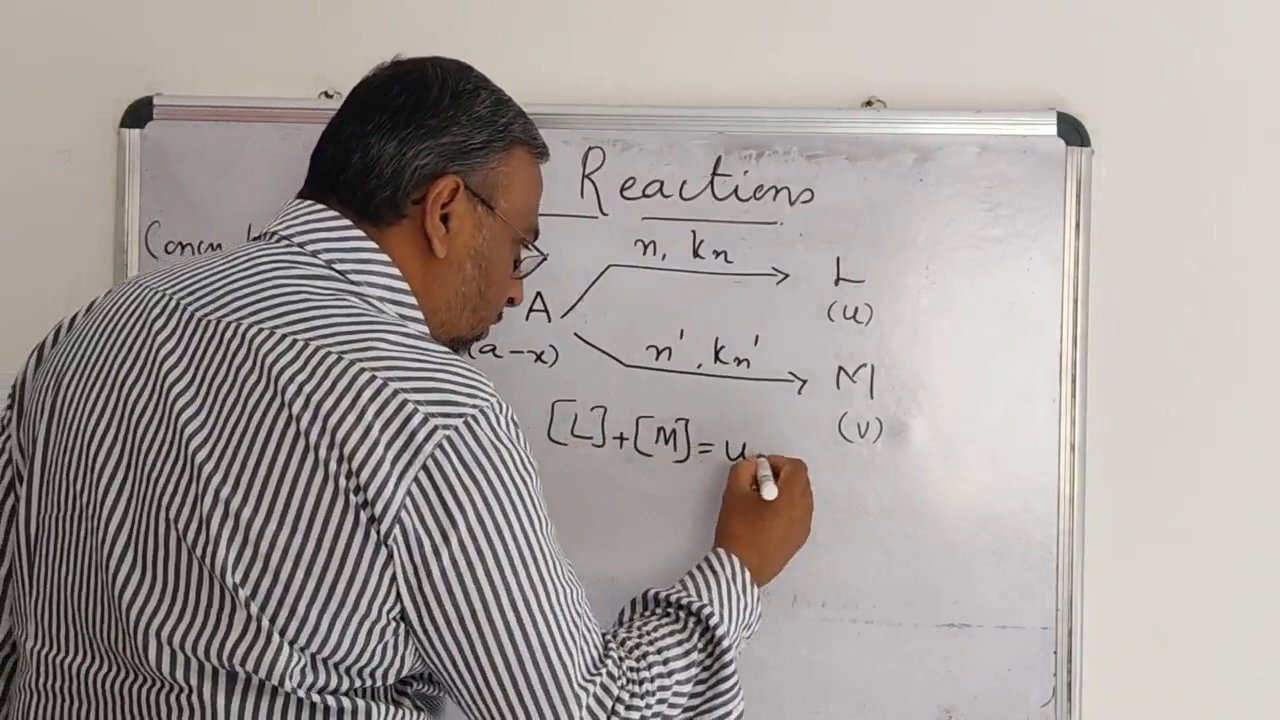 Reactions
n, kn
Concn
A
L
(u)
(a-x)
n', kn'
M
(v)
[L]+[M]=u